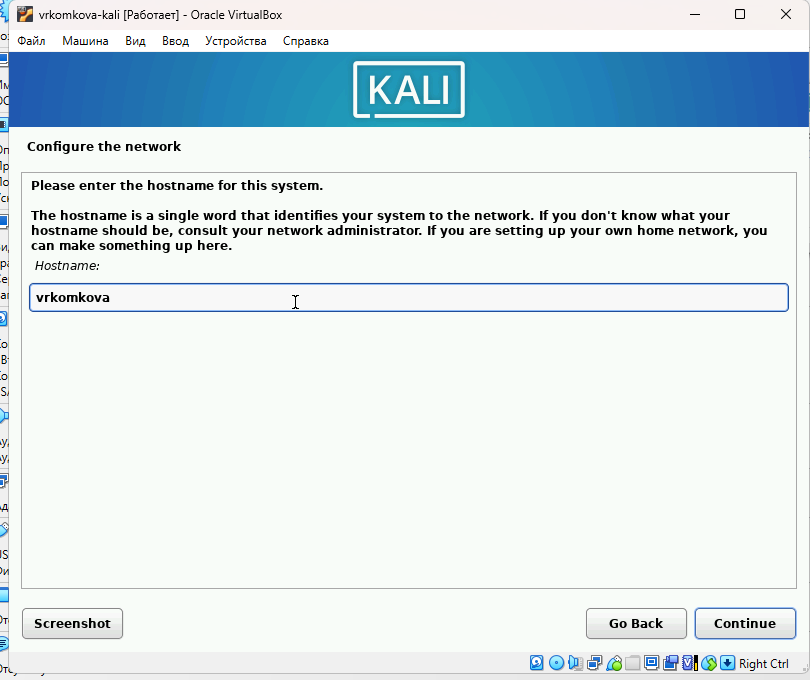 vrkomkova-kali [Работает] - Oracle VirtualBox
Файл Машина Вид Ввод Устройства Справка
KALI
Configure the network
Please enter the hostname for this system.
The hostname is a single word that identifies your system to the network. If you don't know what your
hostname should be, consult your network administrator. If you are setting up your own home network, you
can make something up here.
Hostname:
vrkomkova
Screenshot Go Back Continue
Right Ctrl